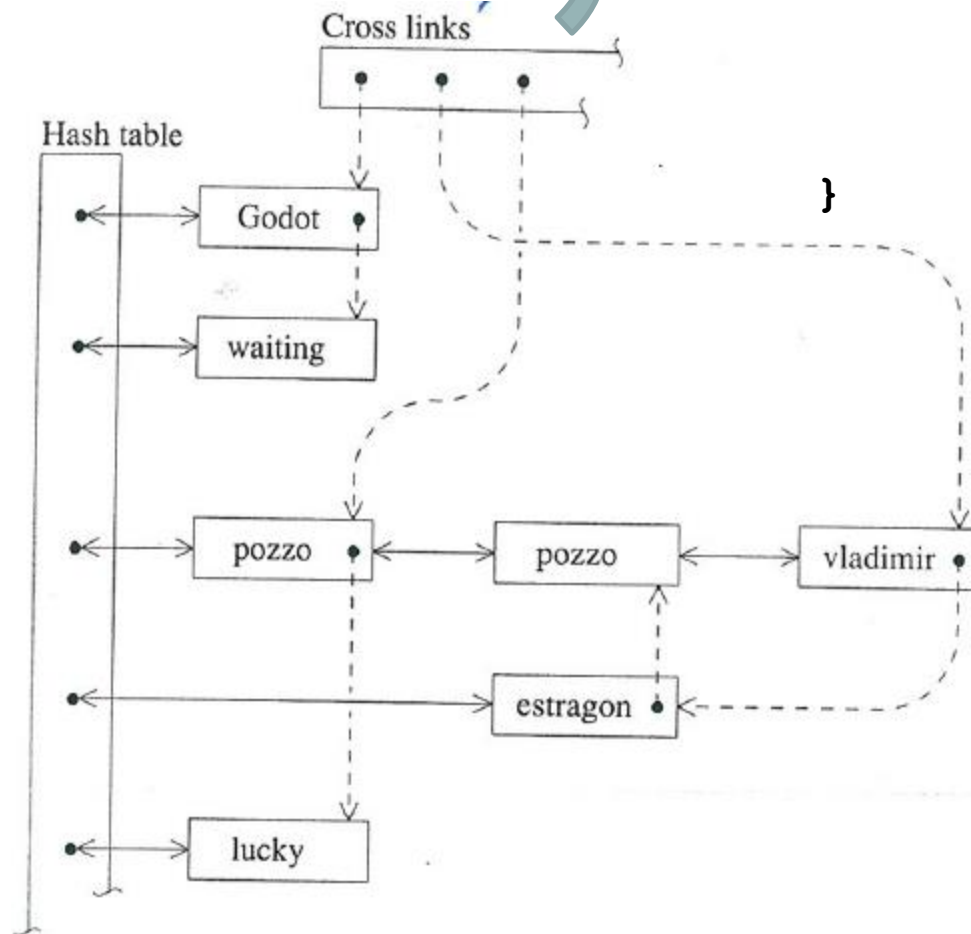 Cross links
Hash table
}
Godot
waiting
pozzo pozzo vladimir
estragon
lucky